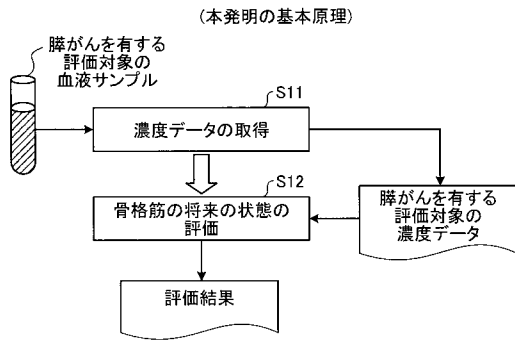 (本発明の基本原理)
膵がんを有する
評価対象の
血液サンプル
S11
濃度データの取得
S12
骨格筋の将来の状態の
評価
膵がんを有する
評価対象の
濃度データ
評価結果